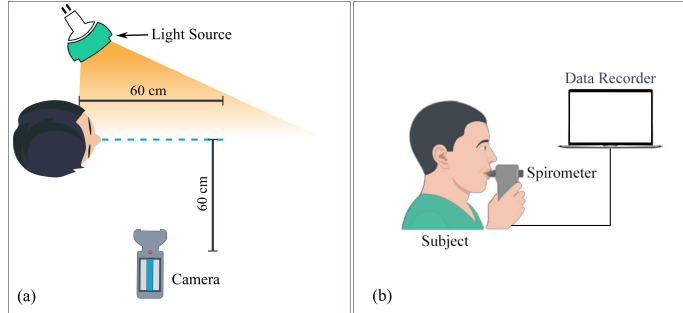 Light Source
60 cm
60 cm
Camera
(a)
Data Recorder
Spirometer
Subject
(b)